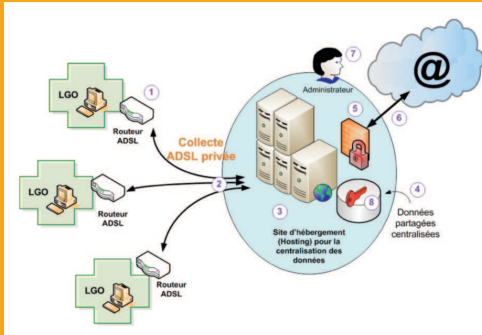 LGO
1
Routeur
ADSL
Collecte
ADSL privée
LGO
Routeur
ADSL
2
LGO
Routeur
ADSL
7
Administrateur
@
5
6
3
8
4
Site d'hébergement
(Hosting) pour la
centralisation des
données
Données
partagées
centralisées